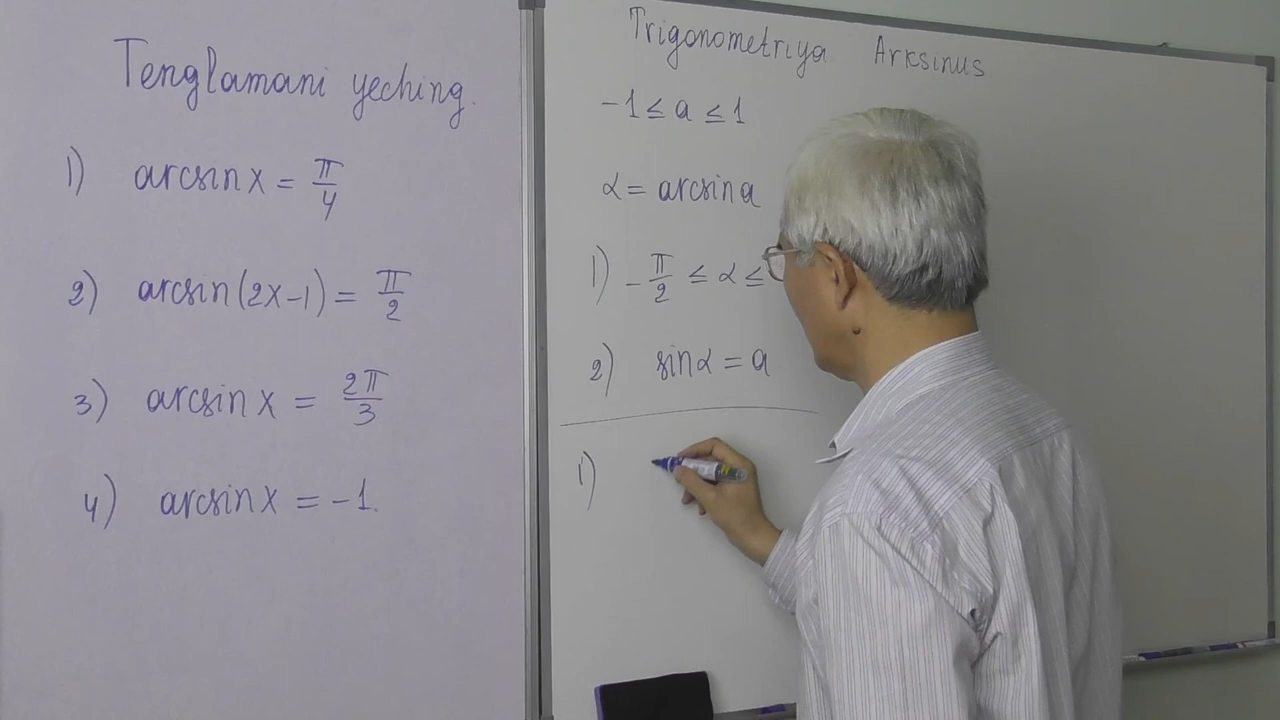 Tenglamani yeching.
1) arcsin x = π/4
2) arcsin(2x-1) = π/2
3) arcsin x = 2π/3
4) arcsin x = -1.
Trigonometriya Arksinus
-1 ≤ a ≤ 1
α = arcsin a
1) -π/2 ≤ α ≤
2) sinα = a
1)